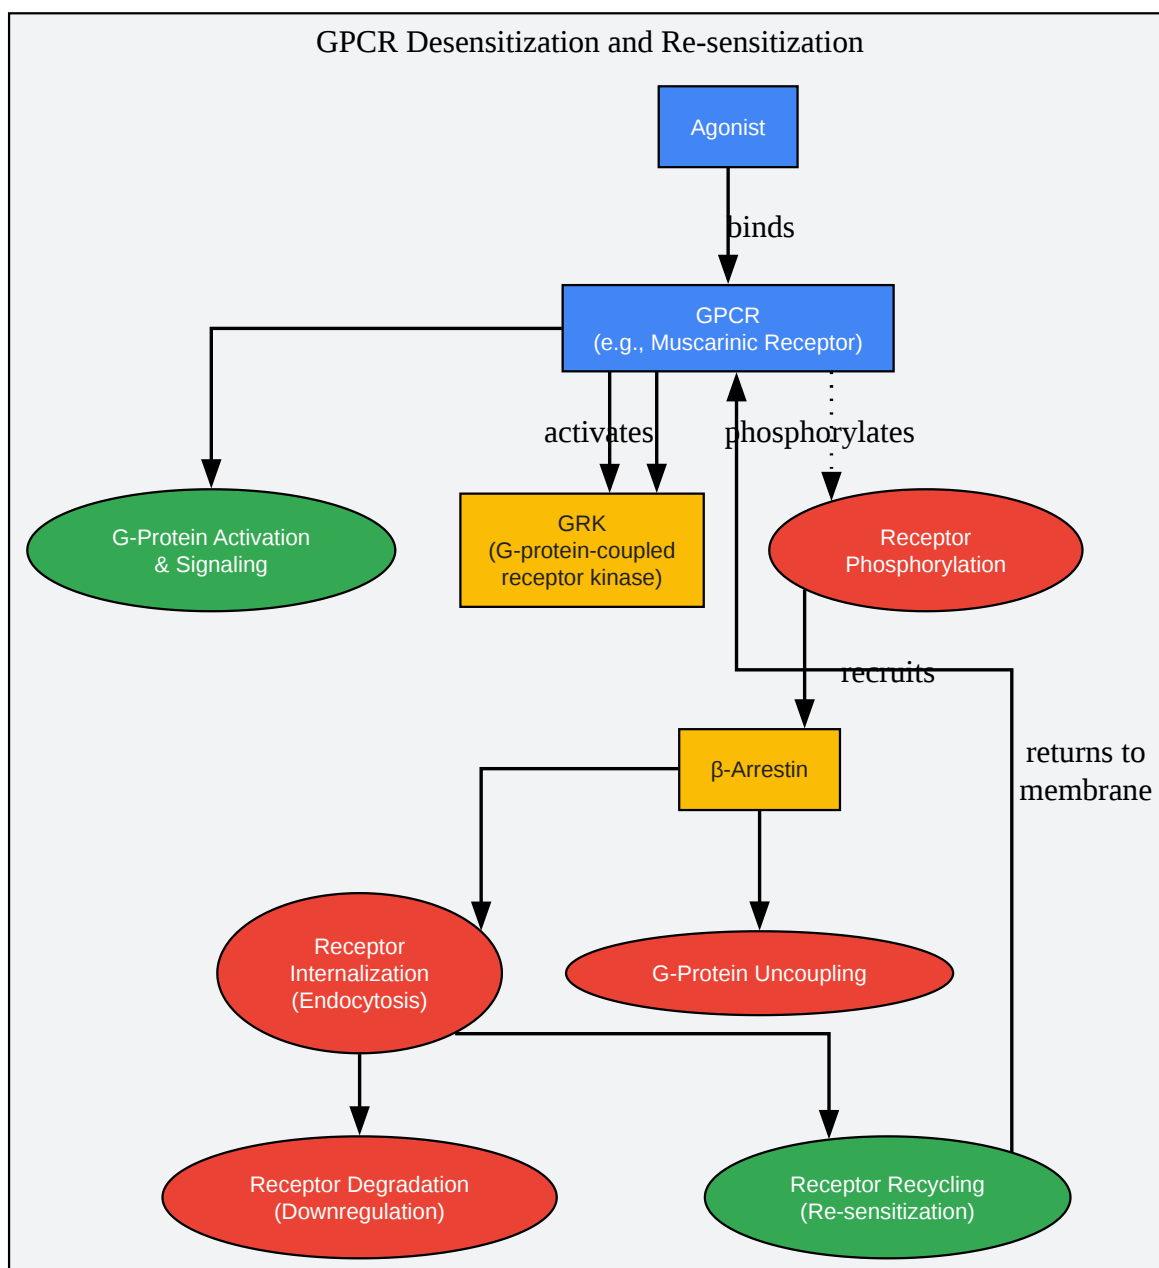 GPCR Desensitization and Re-sensitization
Agonist
binds
GPCR
(e.g., Muscarinic Receptor)
activates
phosphorylates
G-Protein Activation
& Signaling
GRK
(G-protein-coupled
receptor kinase)
Receptor
Phosphorylation
recruits
β-Arrestin
returns to
membrane
Receptor
Internalization
(Endocytosis)
G-Protein Uncoupling
Receptor Degradation
(Downregulation)
Receptor Recycling
(Re-sensitization)